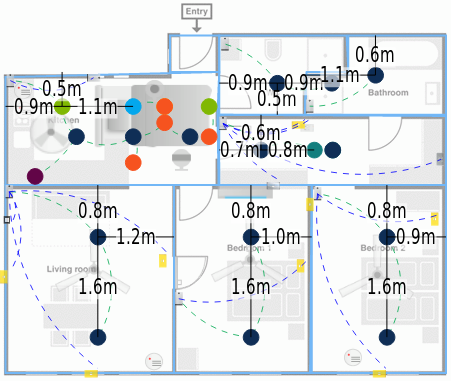 Entry
0.6m
0.9m 0.9m 1.1m
0.5m
Bathroom
0.5m
0.9m 1.1m
Kitchen
0.6m
0.7m 0.8m
0.8m 0.8m 0.8m
1.2m 1.0m 0.9m
Bedroom 1 Bedroom 2
Living room
1.6m 1.6m 1.6m